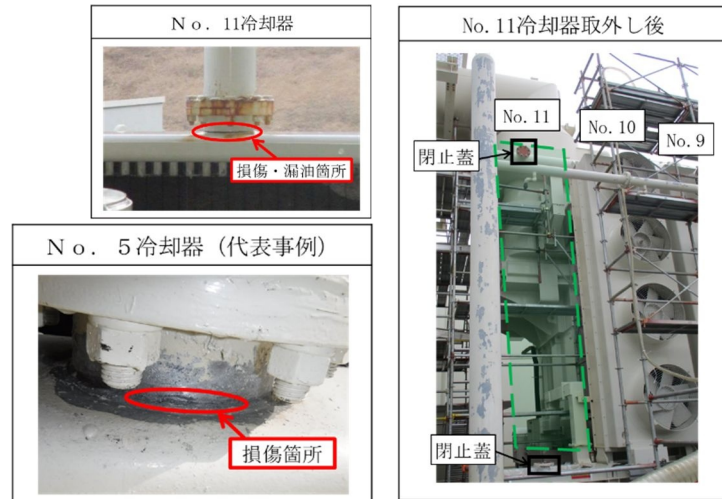 Ｎｏ．11冷却器
損傷・漏油箇所
Ｎｏ．５冷却器（代表事例）
損傷箇所
No.11冷却器取外し後
No.11
No.10
No.9
閉止蓋
閉止蓋